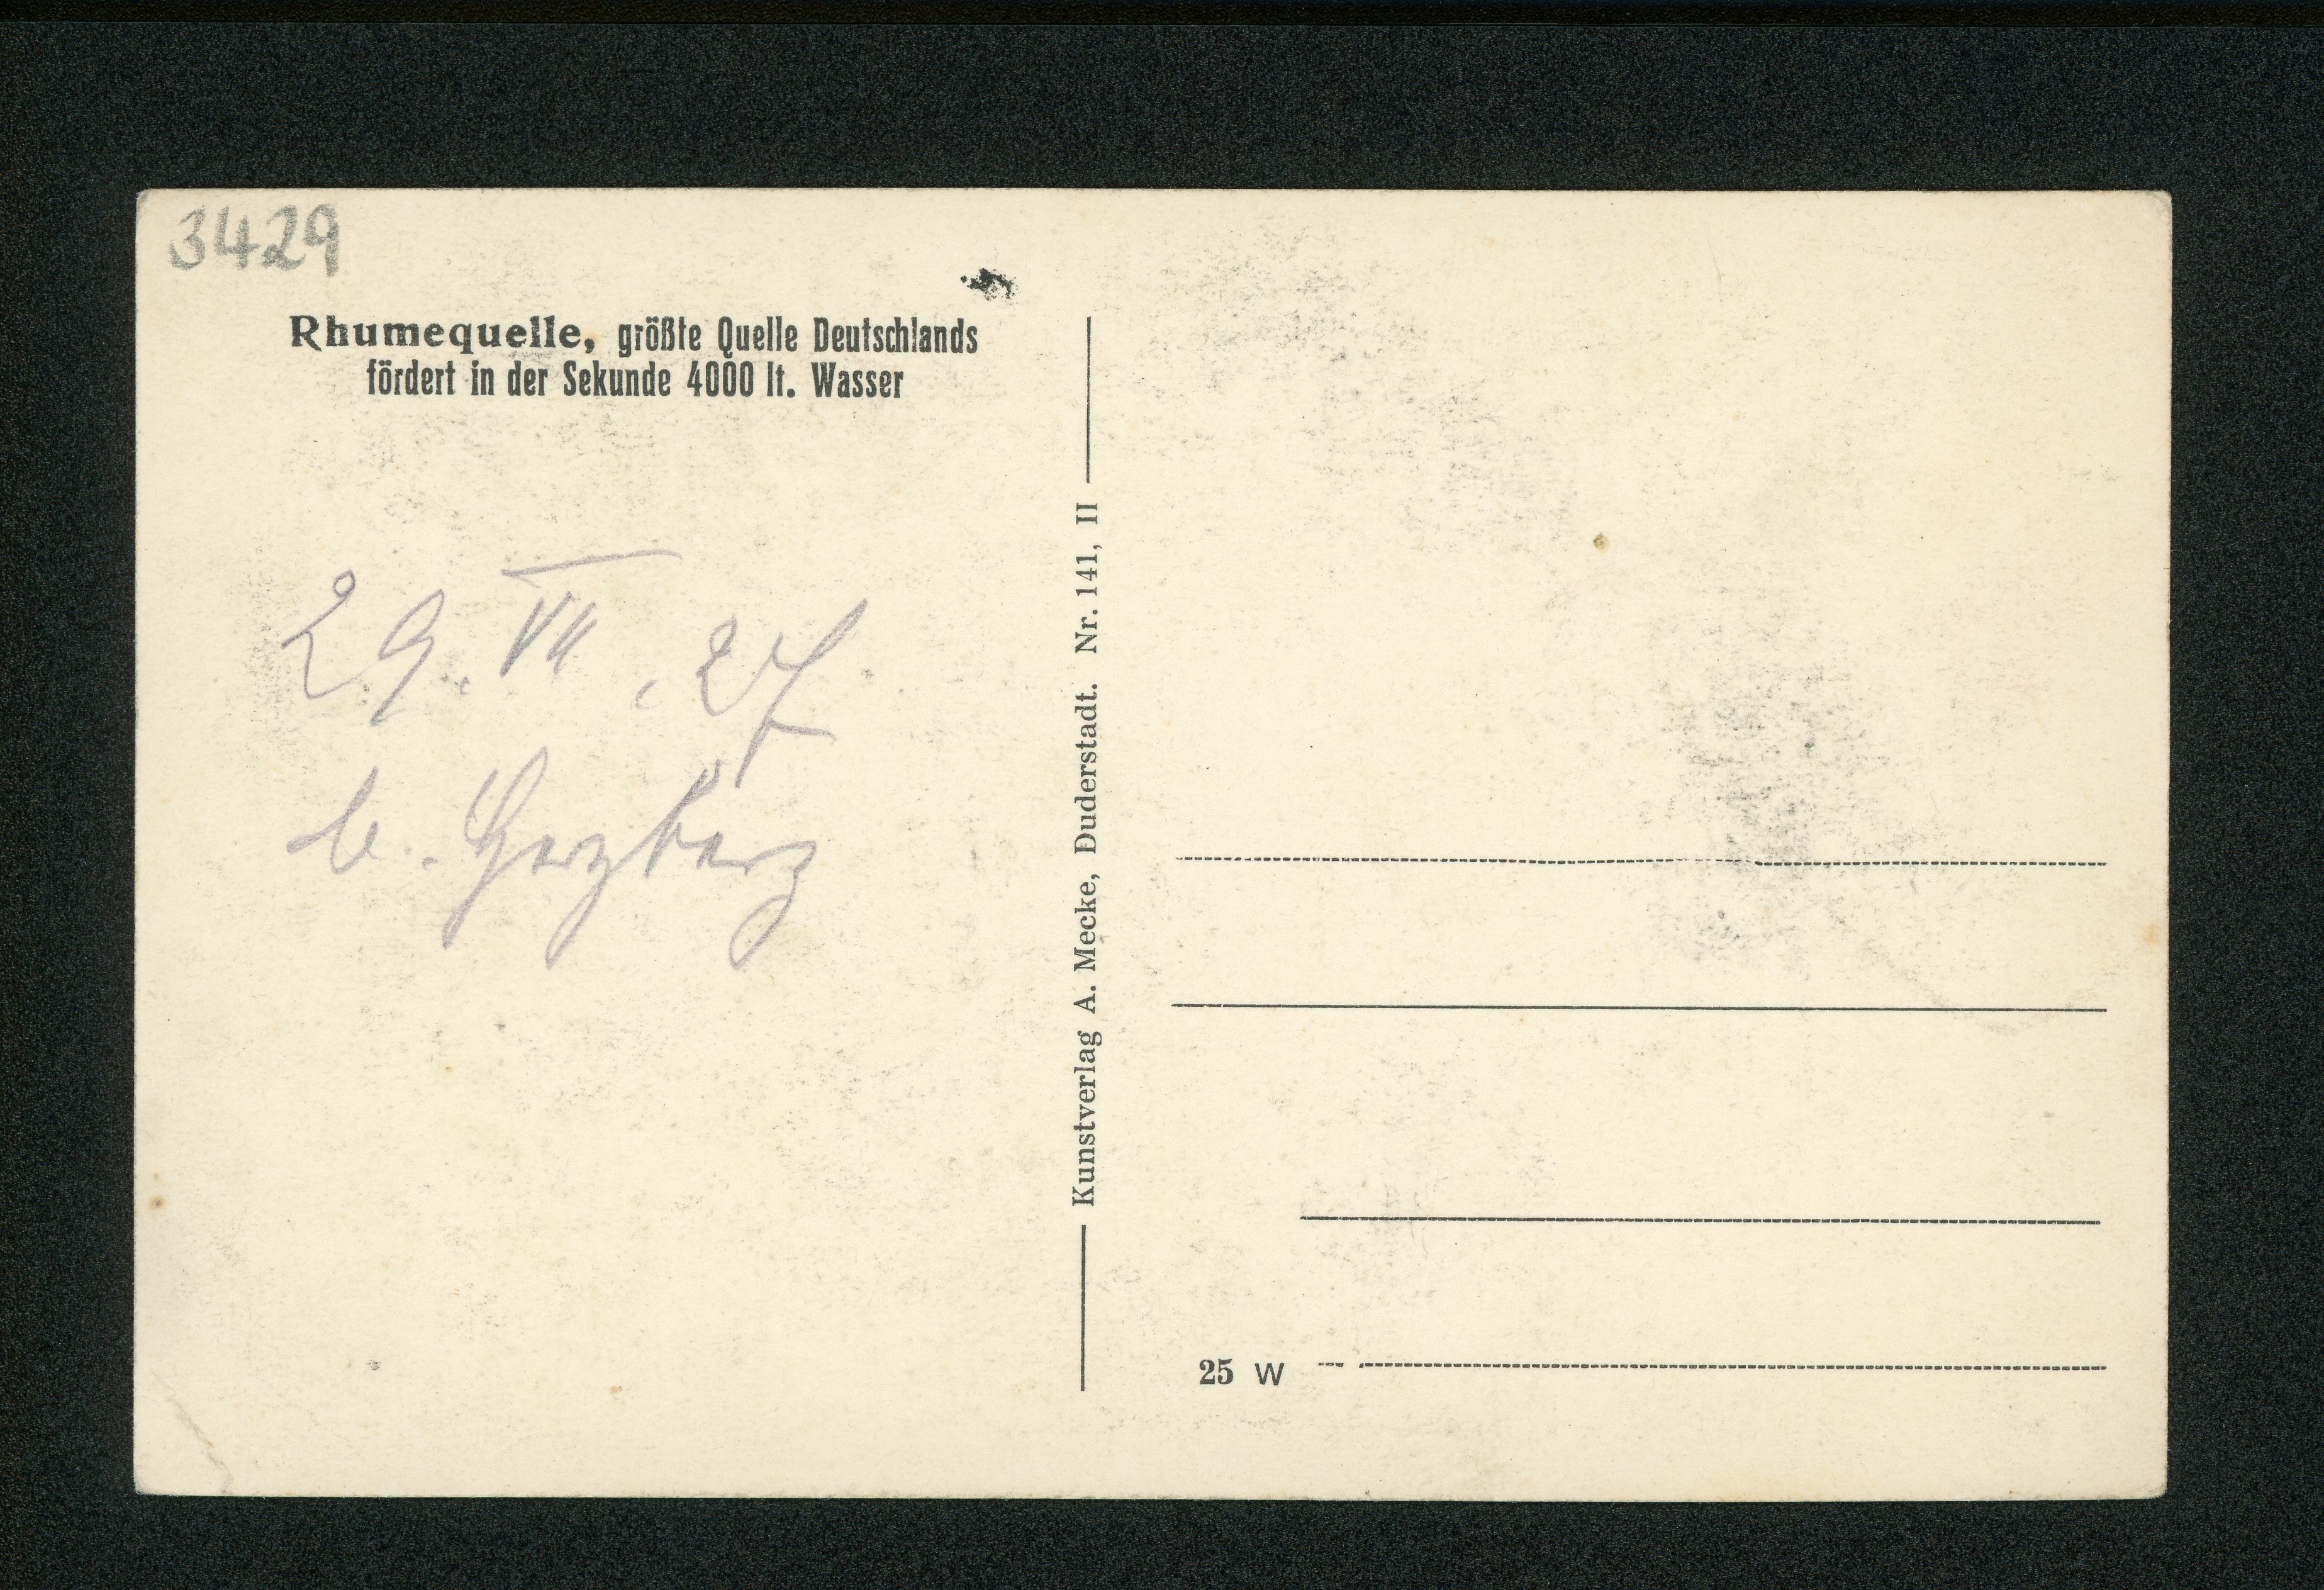 3429
Rhumequelle, größte Quelle Deutschlands
fördert in der Sekunde 4000 lt. Wasser
29. VII. 27.
b. Herzberg
Kunstverlag A. Mecke, Duderstadt. Nr. 141, II
25 W